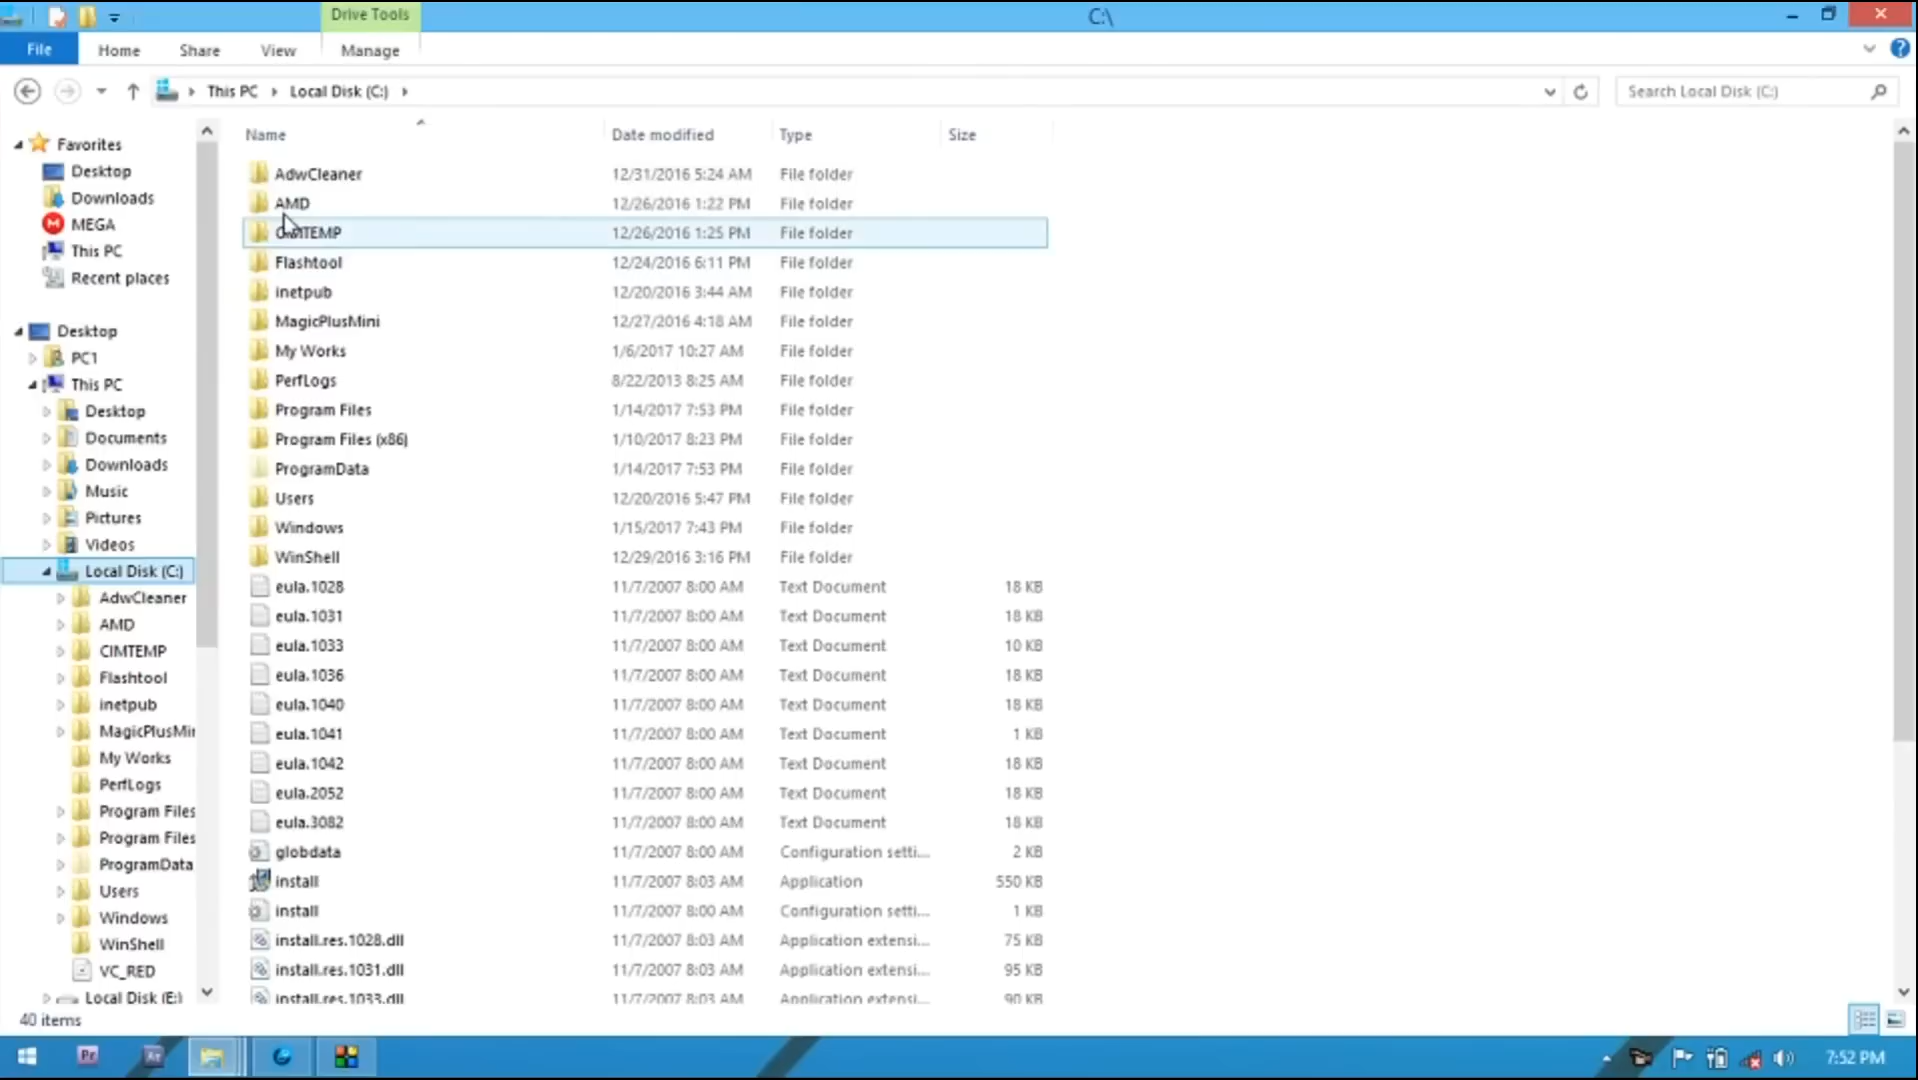 Drive Tools
C:\
File Home Share View Manage
This PC Local Disk (C:)
Search Local Disk (C:)
Name Date modified Type Size
Favorites
Desktop
Downloads
MEGA
This PC
Recent places
Desktop
PC1
This PC
Desktop
Documents
Downloads
Music
Pictures
Videos
Local Disk (C:)
AdwCleaner
AMD
CIMTEMP
Flashtool
inetpub
MagicPlusMin
My Works
PerfLogs
Program Files
Program Files
ProgramData
Users
Windows
WinShell
VC_RED
Local Disk (E:)
AdwCleaner 12/31/2016 5:24 AM File folder
AMD 12/26/2016 1:22 PM File folder
CIMTEMP 12/26/2016 1:25 PM File folder
Flashtool 12/24/2016 6:11 PM File folder
inetpub 12/20/2016 3:44 AM File folder
MagicPlusMini 12/27/2016 4:18 AM File folder
My Works 1/6/2017 10:27 AM File folder
PerfLogs 8/22/2013 8:25 AM File folder
Program Files 1/14/2017 7:53 PM File folder
Program Files (x86) 1/10/2017 8:23 PM File folder
ProgramData 1/14/2017 7:53 PM File folder
Users 12/20/2016 5:47 PM File folder
Windows 1/15/2017 7:43 PM File folder
WinShell 12/29/2016 3:16 PM File folder
eula.1028 11/7/2007 8:00 AM Text Document 18 KB
eula.1031 11/7/2007 8:00 AM Text Document 18 KB
eula.1033 11/7/2007 8:00 AM Text Document 10 KB
eula.1036 11/7/2007 8:00 AM Text Document 18 KB
eula.1040 11/7/2007 8:00 AM Text Document 18 KB
eula.1041 11/7/2007 8:00 AM Text Document 1 KB
eula.1042 11/7/2007 8:00 AM Text Document 18 KB
eula.2052 11/7/2007 8:00 AM Text Document 18 KB
eula.3082 11/7/2007 8:00 AM Text Document 18 KB
globdata 11/7/2007 8:00 AM Configuration setti... 2 KB
install 11/7/2007 8:03 AM Application 550 KB
install 11/7/2007 8:00 AM Configuration setti... 1 KB
install.res.1028.dll 11/7/2007 8:03 AM Application extensi... 75 KB
install.res.1031.dll 11/7/2007 8:03 AM Application extensi... 95 KB
install.res.1033.dll 11/7/2007 8:03 AM Application extensi... 90 KB
40 items
Pr Ae
7:52 PM